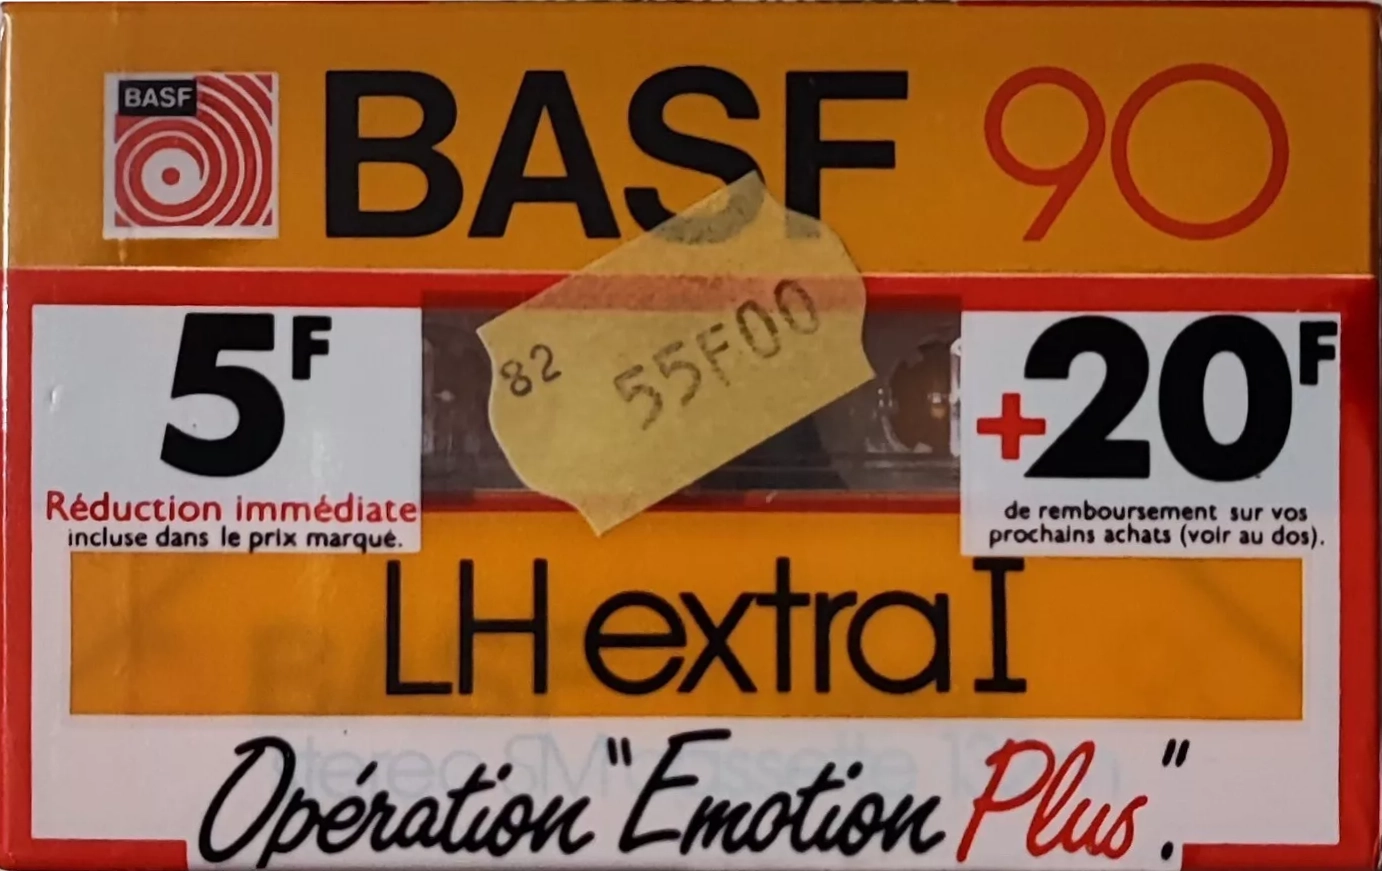 BASF
BASF 90
82 55F00
5F
Réduction immédiate
incluse dans le prix marqué.
+20F
de remboursement sur vos
prochains achats (voir au dos).
LH extra I
Opération "Emotion Plus."